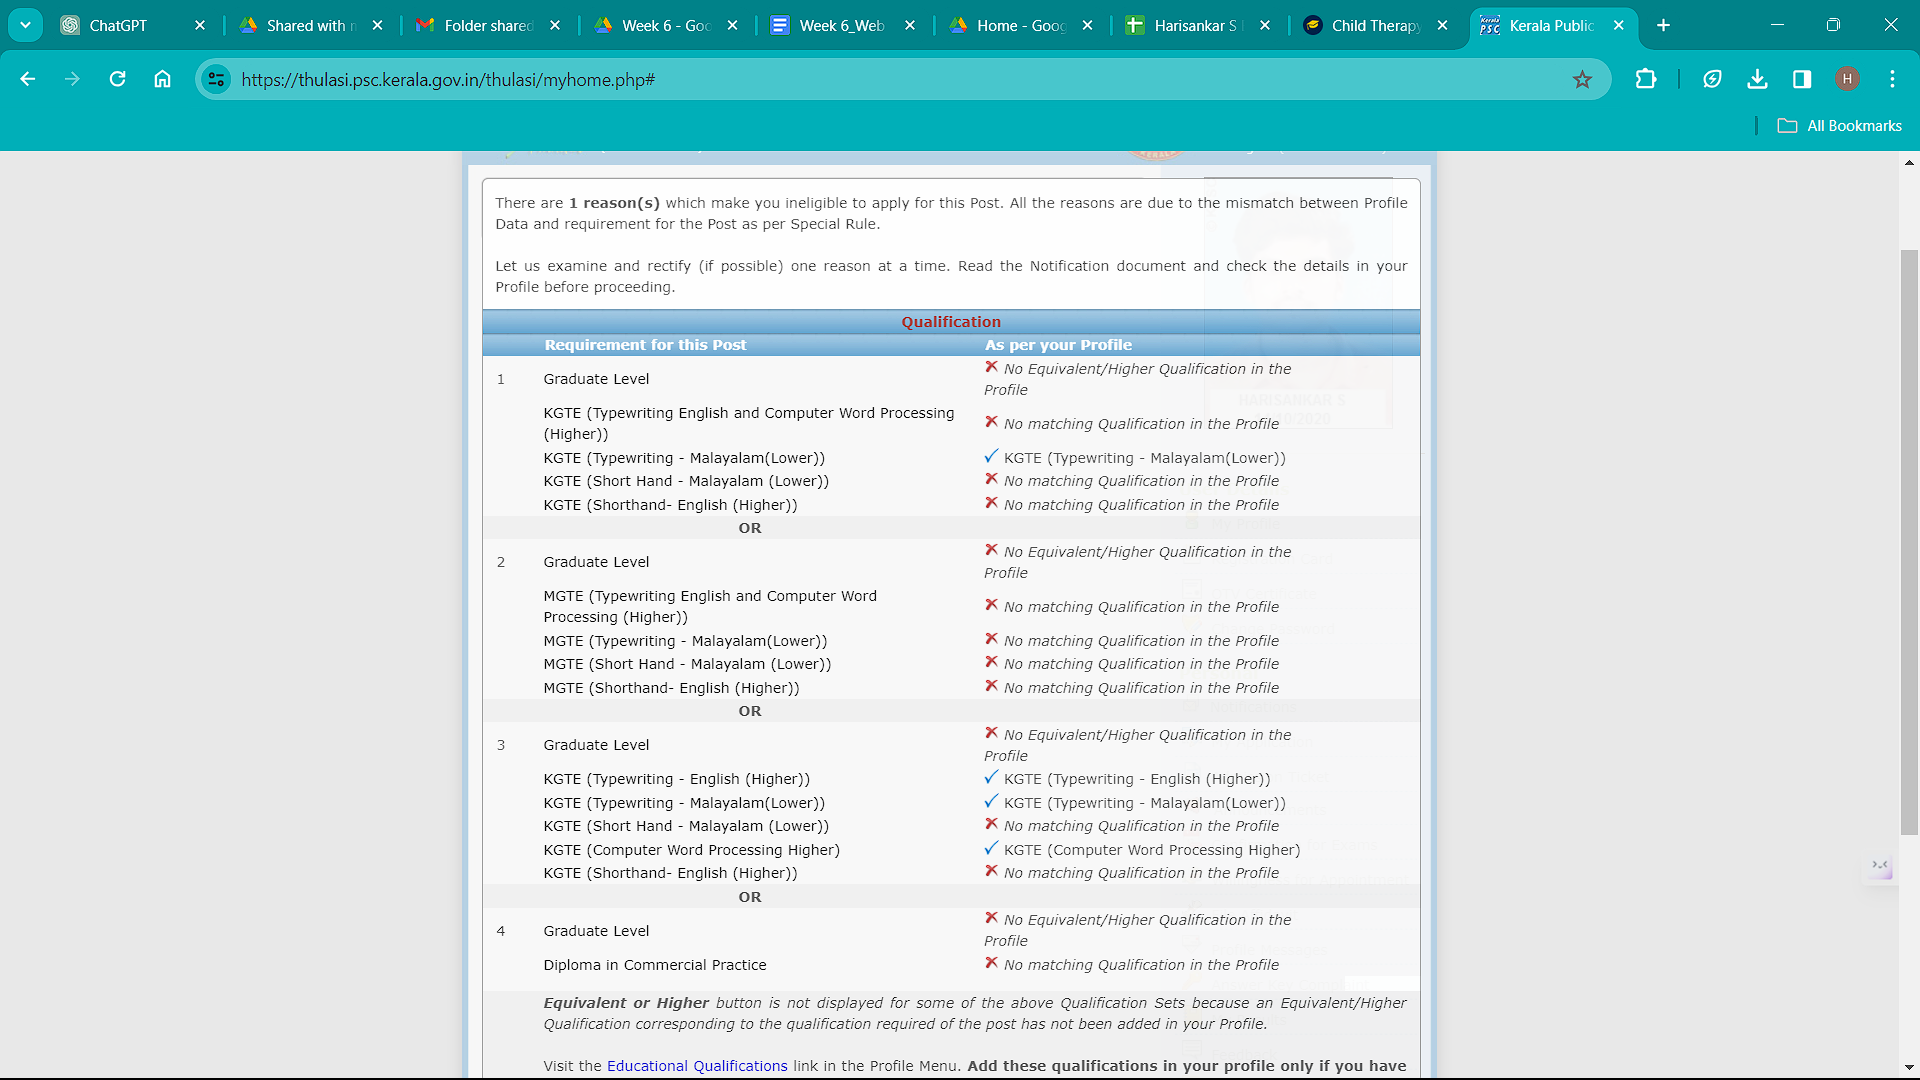 ChatGPT
Shared with
Folder shared
Week 6 - Goo
Week 6_Web
Home - Goog
Harisankar S
Child Therapy
Kerala Public
https://thulasi.psc.kerala.gov.in/thulasi/myhome.php#
H
All Bookmarks
There are 1 reason(s) which make you ineligible to apply for this Post. All the reasons are due to the mismatch between Profile
Data and requirement for the Post as per Special Rule.
Let us examine and rectify (if possible) one reason at a time. Read the Notification document and check the details in your
Profile before proceeding.
Qualification
Requirement for this Post As per your Profile
1 Graduate Level No Equivalent/Higher Qualification in the
Profile
KGTE (Typewriting English and Computer Word Processing
(Higher)) No matching Qualification in the Profile
KGTE (Typewriting - Malayalam(Lower)) KGTE (Typewriting - Malayalam(Lower))
KGTE (Short Hand - Malayalam (Lower)) No matching Qualification in the Profile
KGTE (Shorthand- English (Higher)) No matching Qualification in the Profile
OR
2 Graduate Level No Equivalent/Higher Qualification in the
Profile
MGTE (Typewriting English and Computer Word
Processing (Higher)) No matching Qualification in the Profile
MGTE (Typewriting - Malayalam(Lower)) No matching Qualification in the Profile
MGTE (Short Hand - Malayalam (Lower)) No matching Qualification in the Profile
MGTE (Shorthand- English (Higher)) No matching Qualification in the Profile
OR
3 Graduate Level No Equivalent/Higher Qualification in the
Profile
KGTE (Typewriting - English (Higher)) KGTE (Typewriting - English (Higher))
KGTE (Typewriting - Malayalam(Lower)) KGTE (Typewriting - Malayalam(Lower))
KGTE (Short Hand - Malayalam (Lower)) No matching Qualification in the Profile
KGTE (Computer Word Processing Higher) KGTE (Computer Word Processing Higher)
KGTE (Shorthand- English (Higher)) No matching Qualification in the Profile
OR
4 Graduate Level No Equivalent/Higher Qualification in the
Profile
Diploma in Commercial Practice No matching Qualification in the Profile
Equivalent or Higher button is not displayed for some of the above Qualification Sets because an Equivalent/Higher
Qualification corresponding to the qualification required of the post has not been added in your Profile.
Visit the Educational Qualifications link in the Profile Menu. Add these qualifications in your profile only if you have